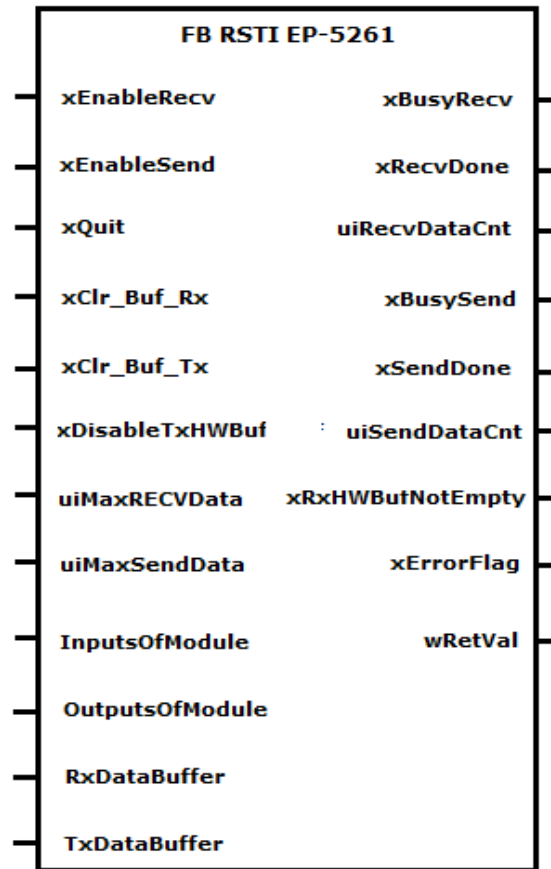 FB RSTI EP-5261
xEnableRecv xBusyRecv
xEnableSend xRecvDone
xQuit uiRecvDataCnt
xClr_Buf_Rx xBusySend
xClr_Buf_Tx xSendDone
xDisableTxHWBuf : uiSendDataCnt
uiMaxRECVData xRxHWBufNotEmpty
uiMaxSendData xErrorFlag
InputsOfModule wRetVal
OutputsOfModule
RxDataBuffer
TxDataBuffer